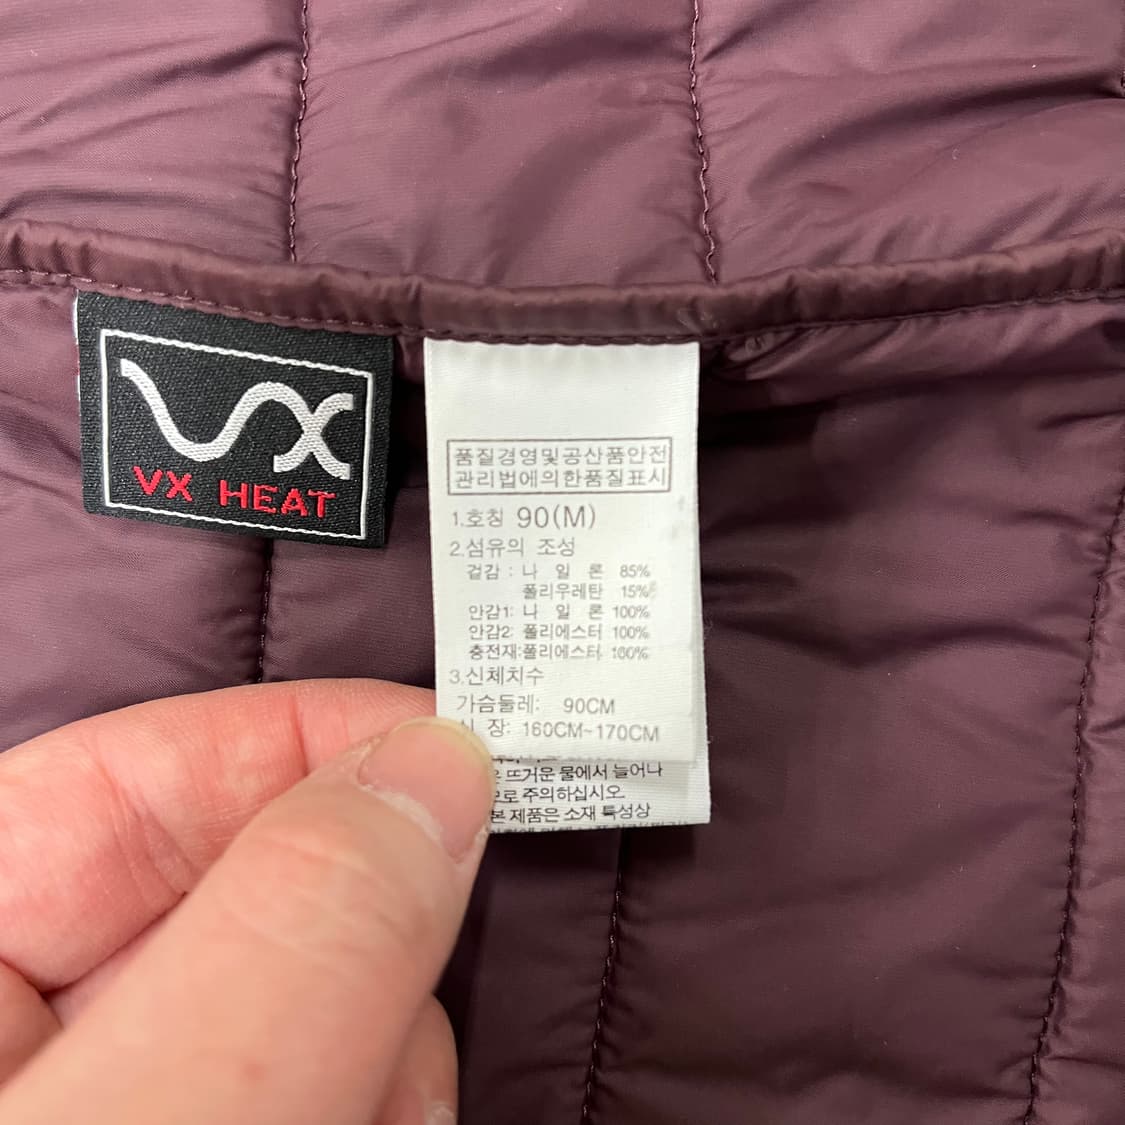 VX
VX HEAT
품질경영및공산품안전
관리법에의한품질표시
1.호칭 90(M)
2.섬유의 조성
겉감 : 나 일 론 85%
폴리우레탄 15%
안감1: 나 일 론 100%
안감2: 폴리에스터 100%
충전재:폴리에스터 100%
3.신체치수
가슴둘레: 90CM
신 장: 160CM~170CM
뜨거운 물에서 늘어나
주의하십시오
본 제품은 소재 특성상